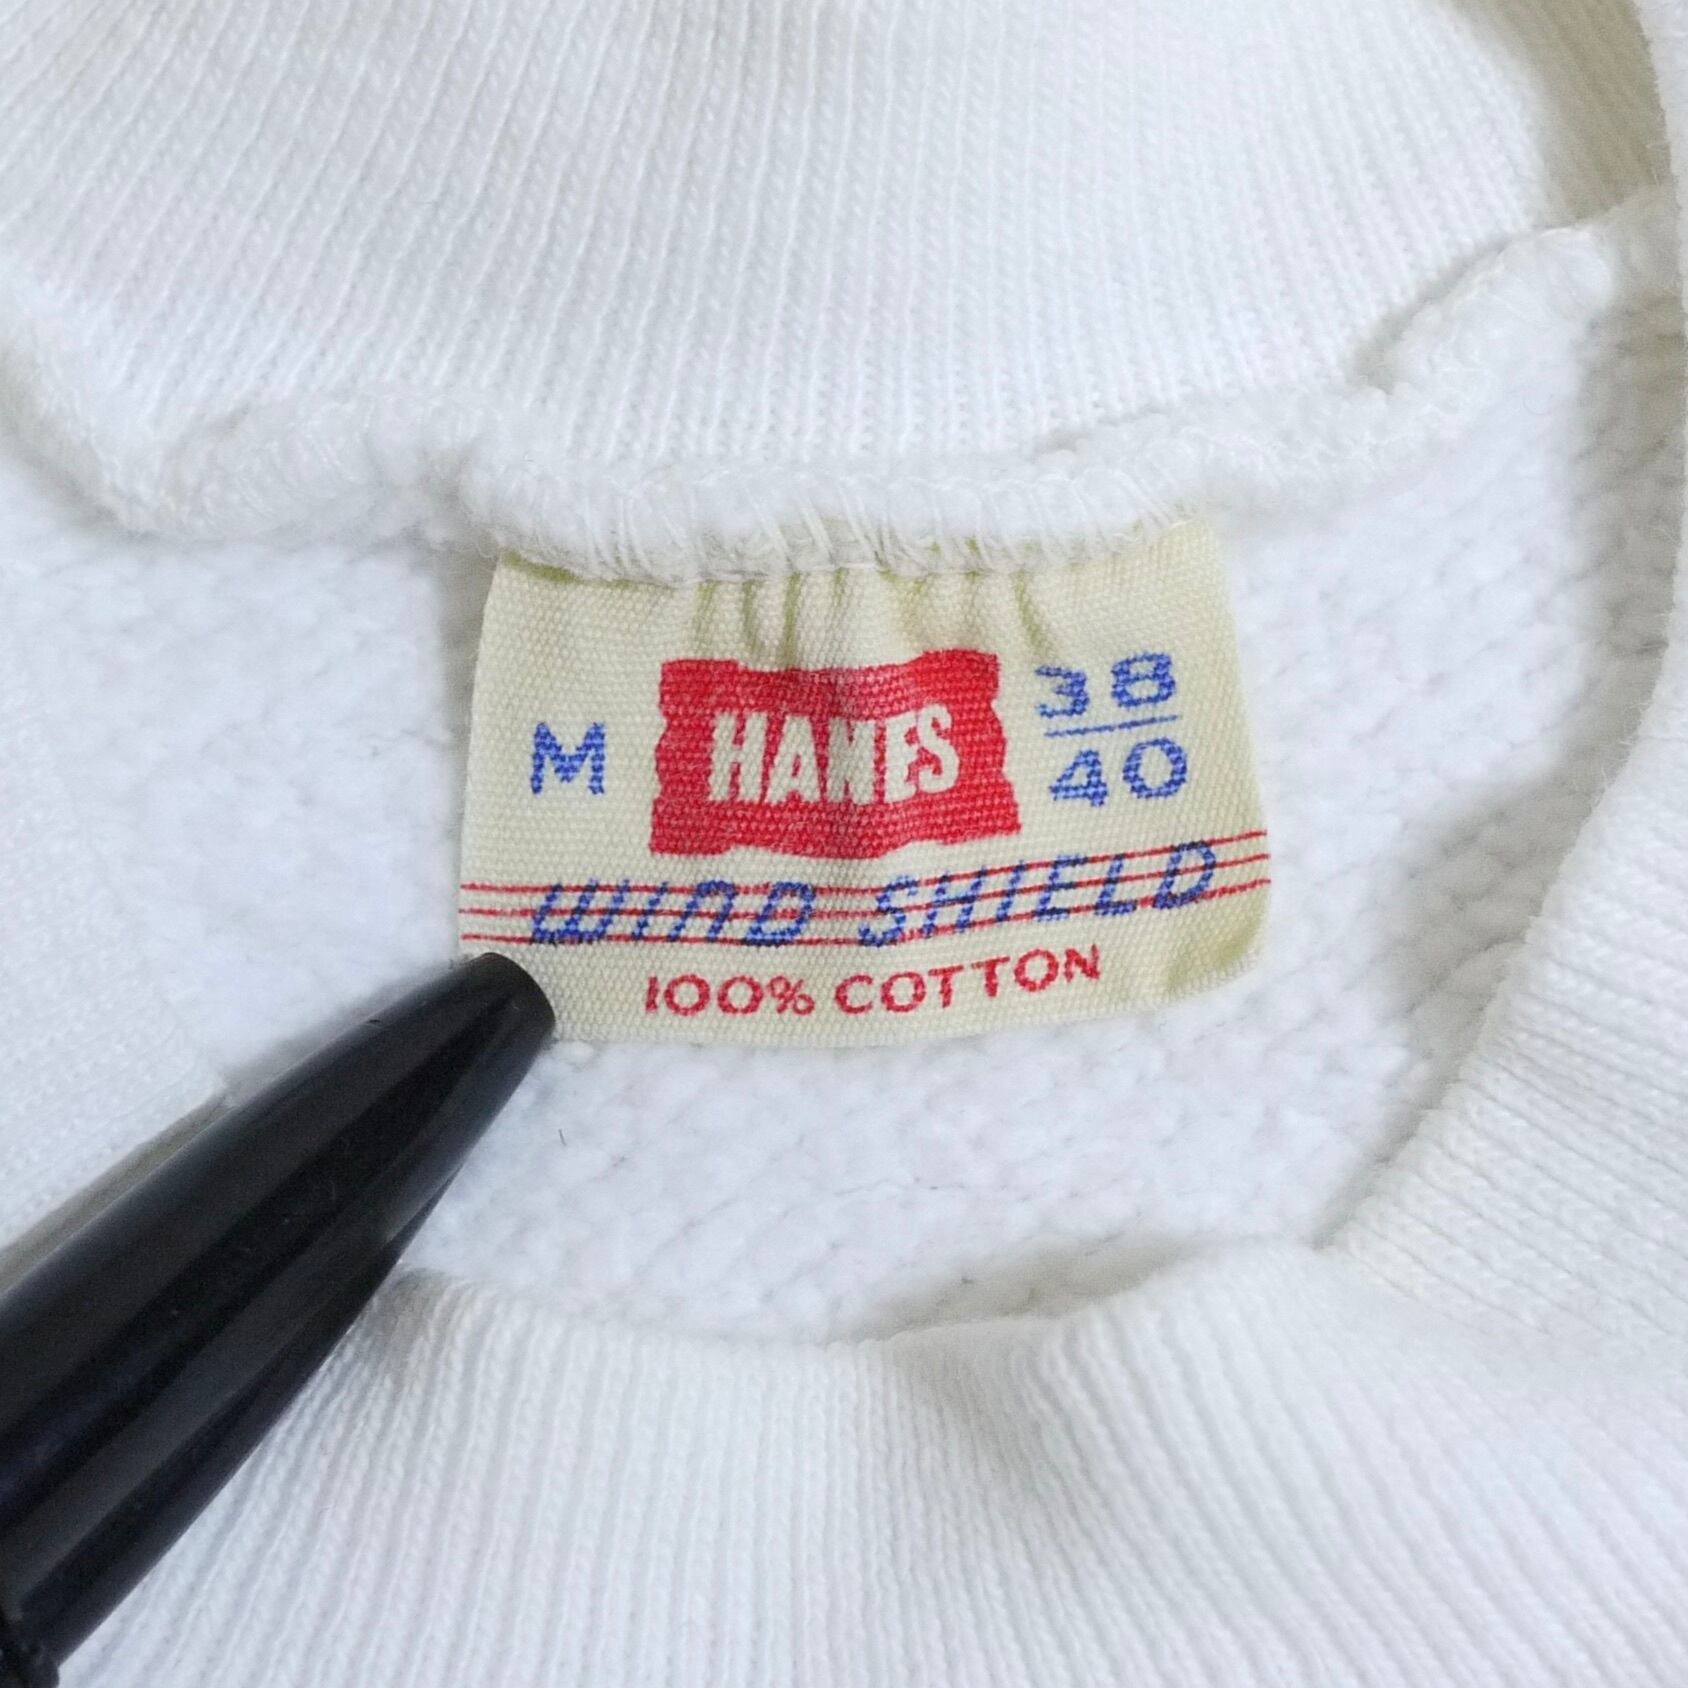 M HANES 38/40
WIND SHIELD
100% COTTON